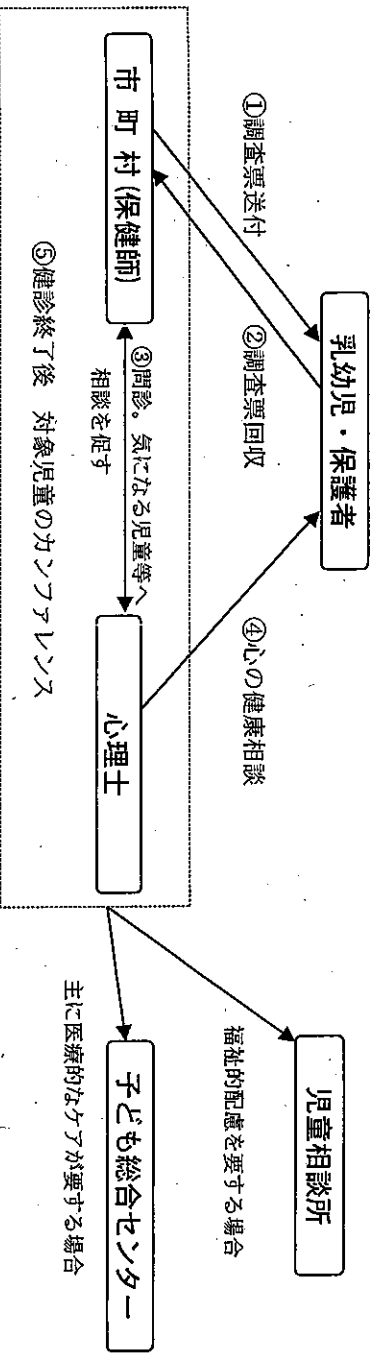 乳幼児・保護者
児童相談所
①調査票送付
②調査票回収
④心の健康相談
福祉的配慮を要する場合
市町村(保健師)
③問診。気になる児童等へ
相談を促す
心理士
子ども総合センター
主に医療的なケアが要する場合
⑤健診終了後 対象児童のカンファレンス